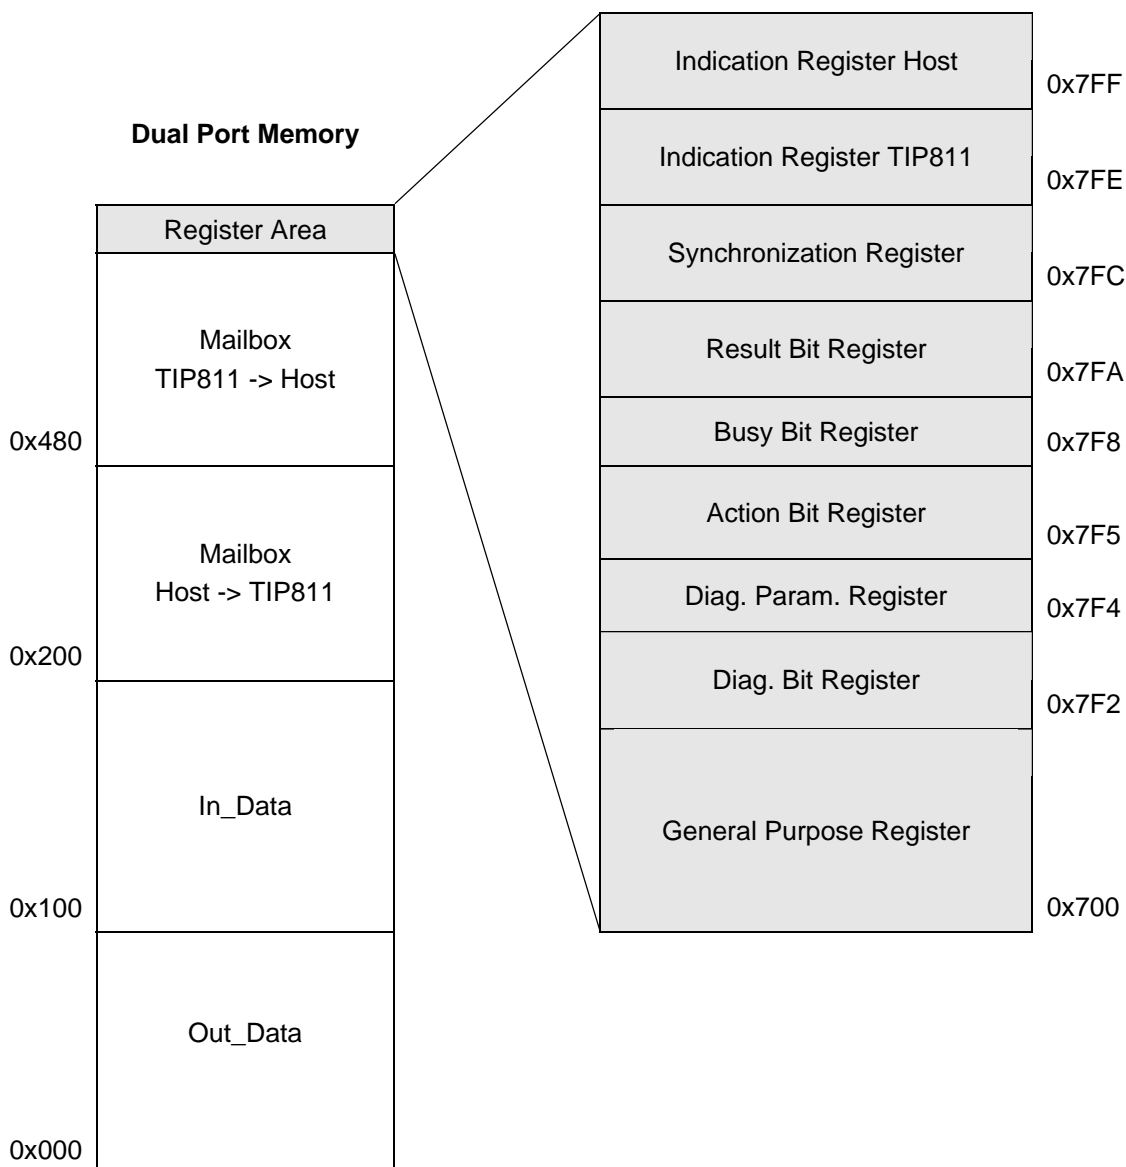 Dual Port Memory
Register Area
Mailbox
TIP811 -> Host
0x480
Mailbox
Host -> TIP811
0x200
In_Data
0x100
Out_Data
0x000
Indication Register Host
0x7FF
Indication Register TIP811
0x7FE
Synchronization Register
0x7FC
Result Bit Register
0x7FA
Busy Bit Register
0x7F8
Action Bit Register
0x7F5
Diag. Param. Register
0x7F4
Diag. Bit Register
0x7F2
General Purpose Register
0x700